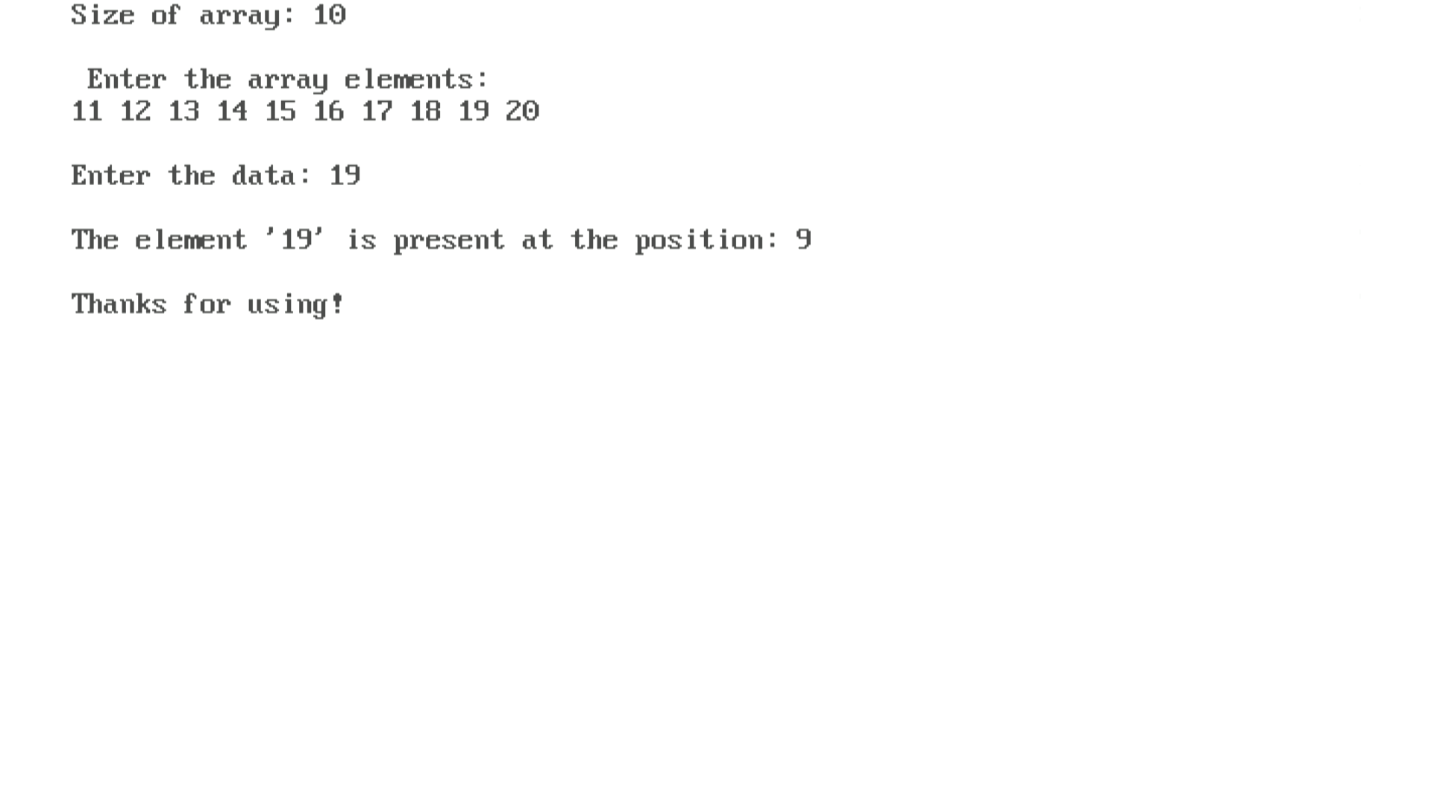 Size of array: 10
Enter the array elements:
11 12 13 14 15 16 17 18 19 20
Enter the data: 19
The element '19' is present at the position: 9
Thanks for using!